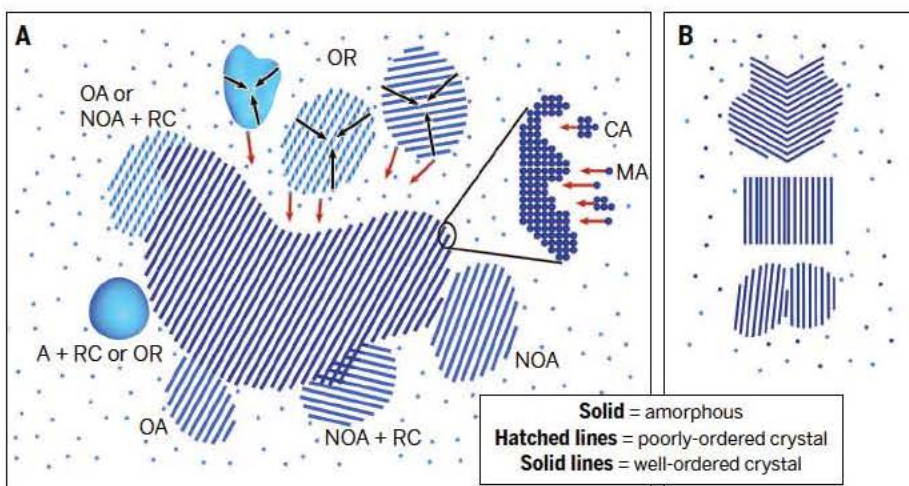 A
OA or
NOA + RC
OR
CA
MA
A + RC or OR
OA
NOA + RC
NOA
B
Solid = amorphous
Hatched lines = poorly-ordered crystal
Solid lines = well-ordered crystal